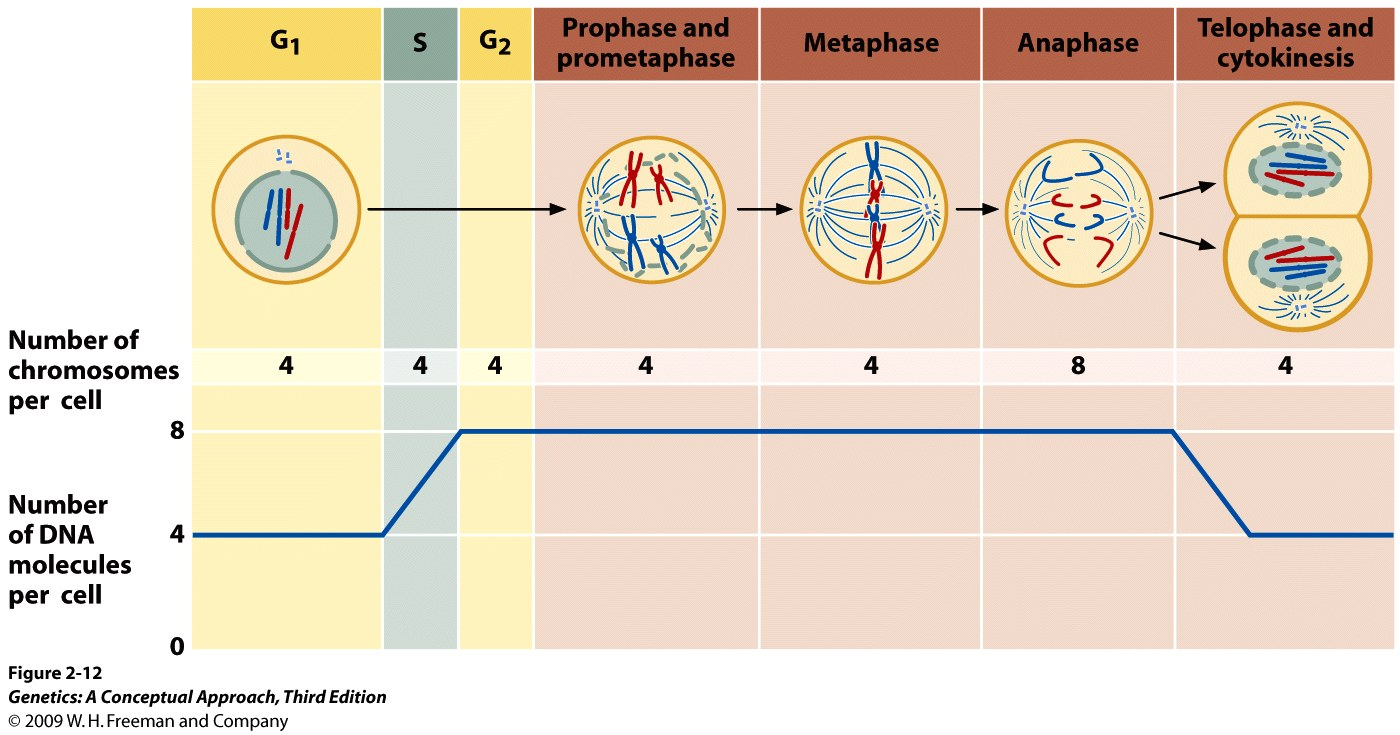 G1
S
G2
Prophase and
prometaphase
Metaphase
Anaphase
Telophase and
cytokinesis
Number of
chromosomes
per cell
4
4
4
4
4
8
4
8
Number
of DNA
molecules
per cell
4
0
Figure 2-12
Genetics: A Conceptual Approach, Third Edition
© 2009 W. H. Freeman and Company